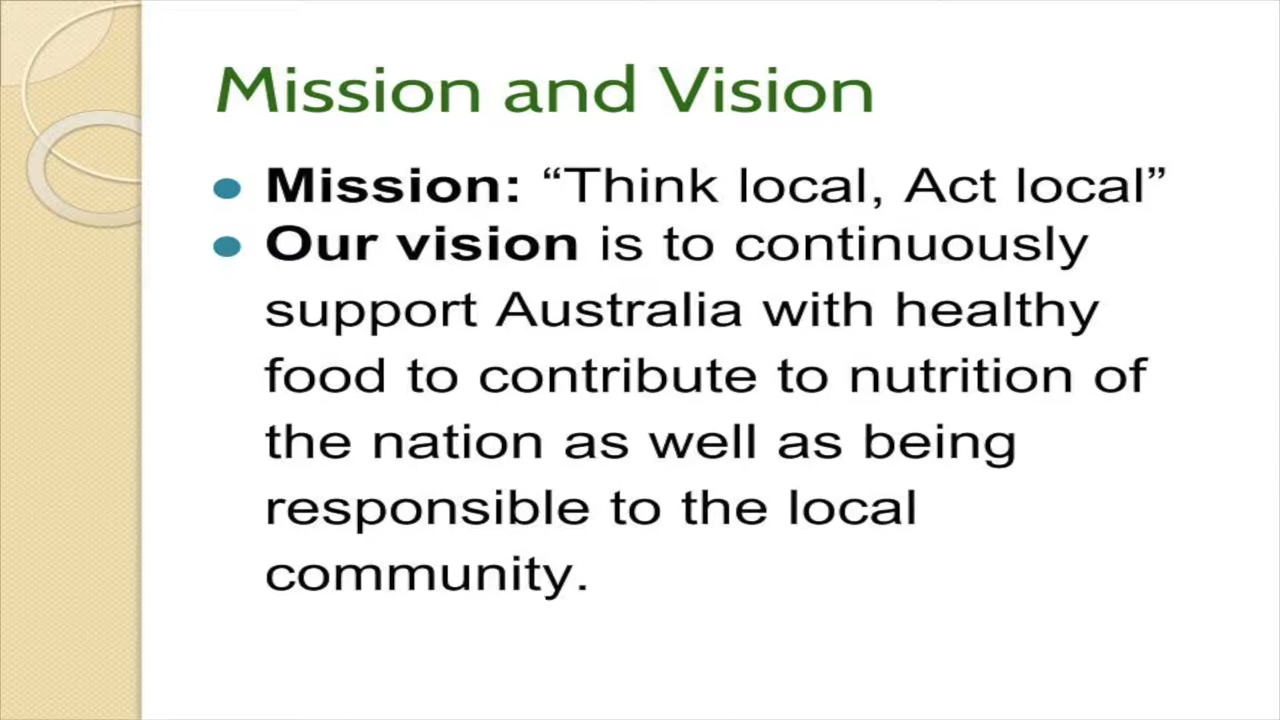 Mission and Vision
● Mission: “Think local, Act local”
● Our vision is to continuously
support Australia with healthy
food to contribute to nutrition of
the nation as well as being
responsible to the local
community.